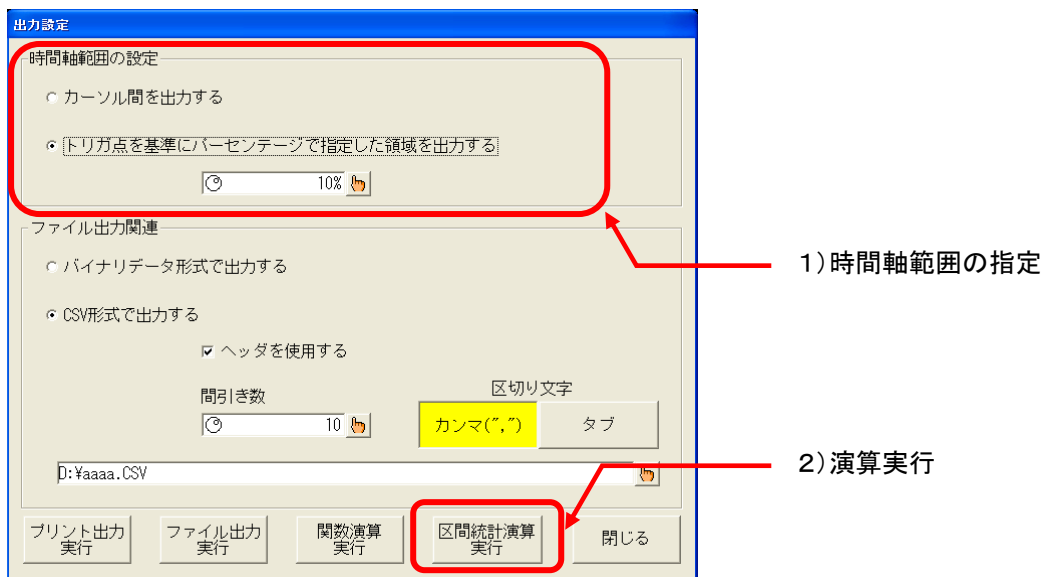 出力設定
時間軸範囲の設定
カーソル間を出力する
トリガ点を基準にパーセンテージで指定した領域を出力する
10%
ファイル出力関連
1)時間軸範囲の指定
バイナリデータ形式で出力する
CSV形式で出力する
ヘッダを使用する
間引き数
区切り文字
10
カンマ(",")
タブ
2)演算実行
D:¥aaaa.CSV
プリント出力
実行
ファイル出力
実行
関数演算
実行
区間統計演算
実行
閉じる